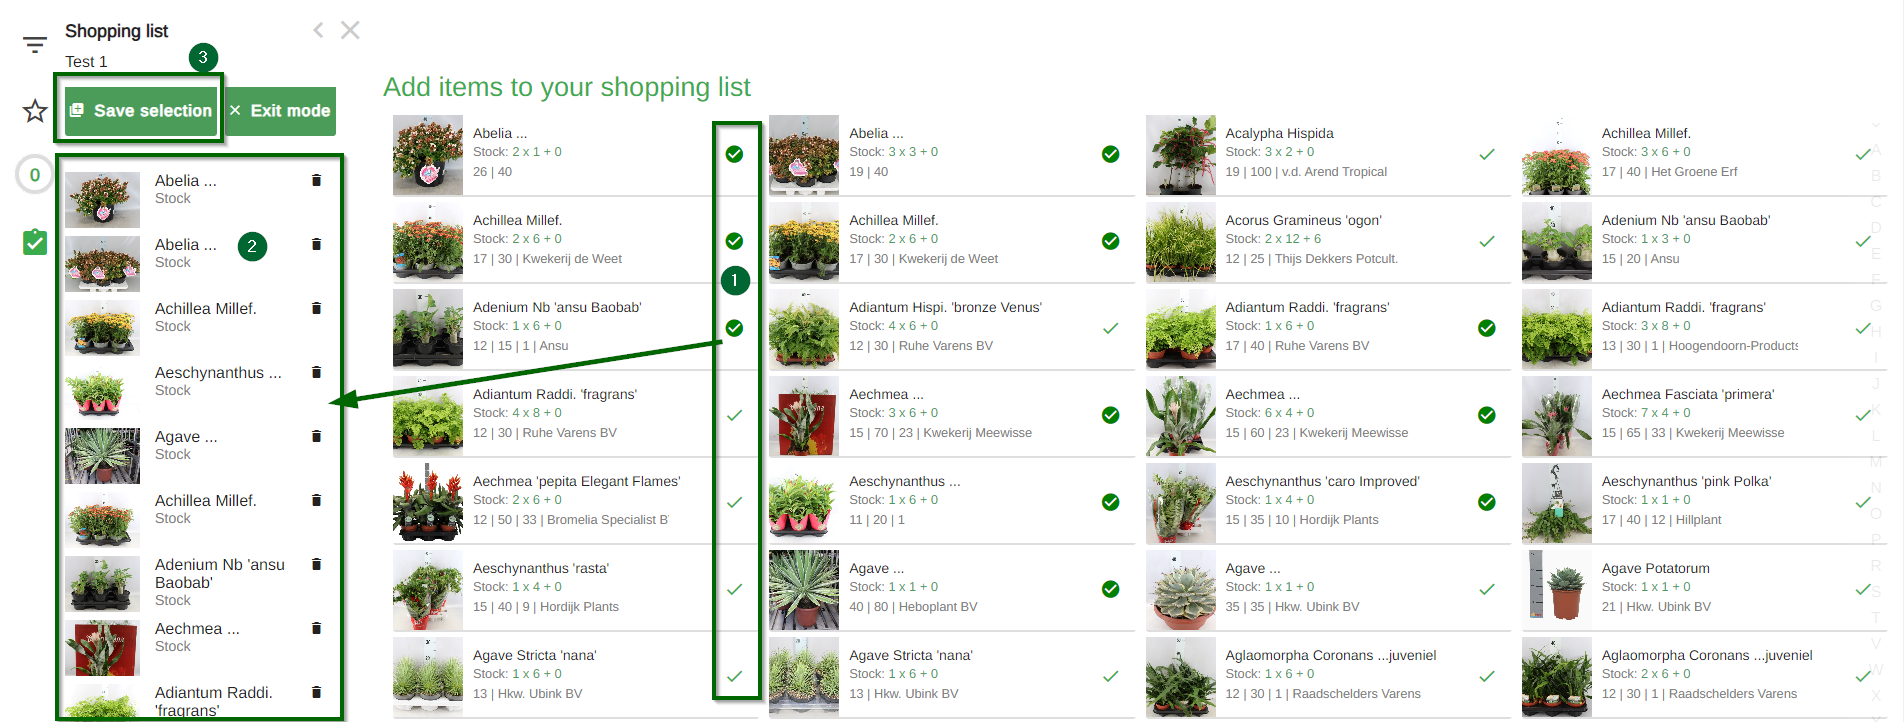 Shopping list
Test 1
3
Save selection
Exit mode
0
Abelia ...
Stock
Abelia ...
Stock
2
Achillea Millef.
Stock
Aeschynanthus ...
Stock
Agave ...
Stock
Achillea Millef.
Stock
Adenium Nb 'ansu
Baobab'
Stock
Aechmea ...
Stock
Adiantum Raddi.
'fragrans'
Add items to your shopping list
Abelia ...
Stock: 2 x 1 + 0
26 | 40
Abelia ...
Stock: 3 x 3 + 0
19 | 40
Acalypha Hispida
Stock: 3 x 2 + 0
19 | 100 | v.d. Arend Tropical
Achillea Millef.
Stock: 3 x 6 + 0
17 | 40 | Het Groene Erf
Achillea Millef.
Stock: 2 x 6 + 0
17 | 30 | Kwekerij de Weet
Achillea Millef.
Stock: 2 x 6 + 0
17 | 30 | Kwekerij de Weet
Acorus Gramineus 'ogon'
Stock: 2 x 12 + 6
12 | 25 | Thijs Dekkers Potcult.
Adenium Nb 'ansu Baobab'
Stock: 1 x 3 + 0
15 | 20 | Ansu
1
Adenium Nb 'ansu Baobab'
Stock: 1 x 6 + 0
12 | 15 | 1 | Ansu
Adiantum Hispi. 'bronze Venus'
Stock: 4 x 6 + 0
12 | 30 | Ruhe Varens BV
Adiantum Raddi. 'fragrans'
Stock: 1 x 6 + 0
17 | 40 | Ruhe Varens BV
Adiantum Raddi. 'fragrans'
Stock: 3 x 8 + 0
13 | 30 | 1 | Hoogendoorn-Products
Adiantum Raddi. 'fragrans'
Stock: 4 x 8 + 0
12 | 30 | Ruhe Varens BV
Aechmea ...
Stock: 3 x 6 + 0
15 | 70 | 23 | Kwekerij Meewisse
Aechmea ...
Stock: 6 x 4 + 0
15 | 60 | 23 | Kwekerij Meewisse
Aechmea Fasciata 'primera'
Stock: 7 x 4 + 0
15 | 65 | 33 | Kwekerij Meewisse
Aechmea 'pepita Elegant Flames'
Stock: 2 x 6 + 0
12 | 50 | 33 | Bromelia Specialist B
Aeschynanthus ...
Stock: 1 x 6 + 0
11 | 20 | 1
Aeschynanthus 'caro Improved'
Stock: 1 x 4 + 0
15 | 35 | 10 | Hordijk Plants
Aeschynanthus 'pink Polka'
Stock: 1 x 1 + 0
17 | 40 | 12 | Hillplant
Aeschynanthus 'rasta'
Stock: 1 x 4 + 0
15 | 40 | 9 | Hordijk Plants
Agave ...
Stock: 1 x 1 + 0
40 | 80 | Heboplant BV
Agave ...
Stock: 1 x 1 + 0
35 | 35 | Hkw. Ubink BV
Agave Potatorum
Stock: 1 x 1 + 0
21 | Hkw. Ubink BV
Agave Stricta 'nana'
Stock: 1 x 6 + 0
13 | Hkw. Ubink BV
Agave Stricta 'nana'
Stock: 1 x 6 + 0
13 | Hkw. Ubink BV
Aglaomorpha Coronans ...juveniel
Stock: 1 x 6 + 0
12 | 30 | 1 | Raadschelders Varens
Aglaomorpha Coronans ...juveniel
Stock: 2 x 6 + 0
12 | 30 | 1 | Raadschelders Varens
A
B
C
D
E
F
G
H
I
J
K
L
M
N
O
P
R
S
T
V
W
X